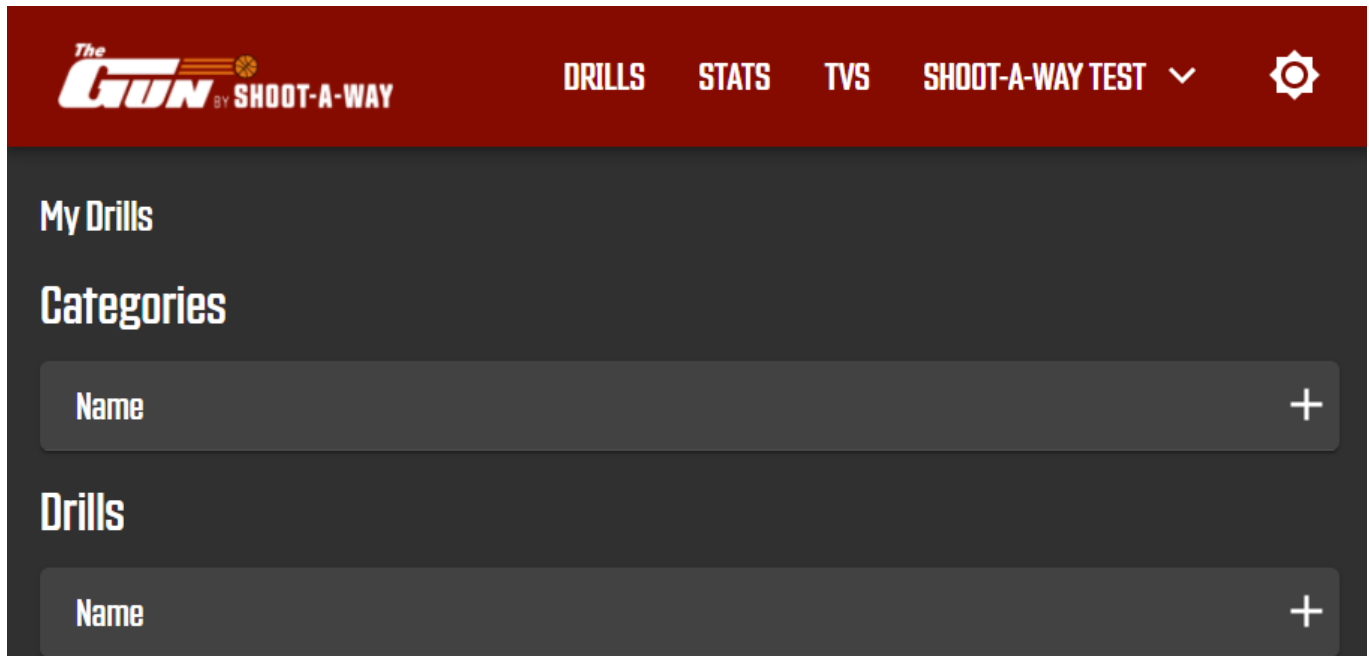 The GUN BY SHOOT-A-WAY
DRILLS STATS TVS SHOOT-A-WAY TEST
My Drills
Categories
Name
Drills
Name